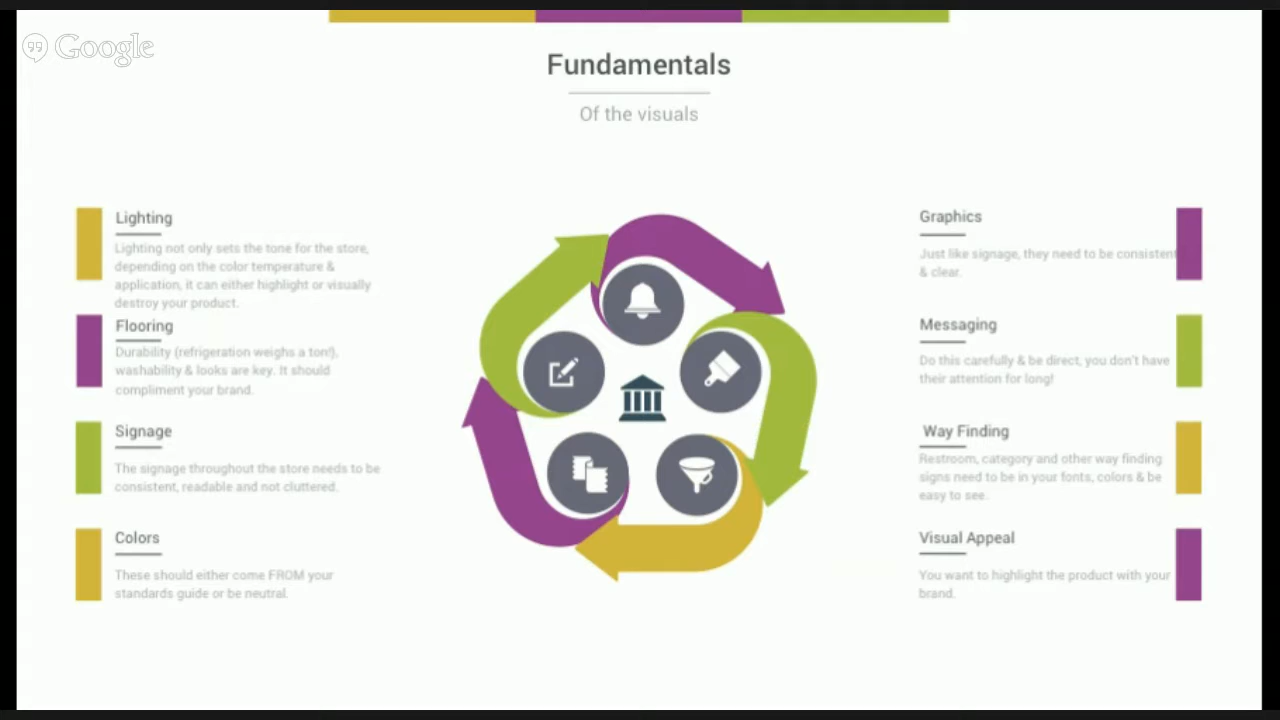 Google
Fundamentals
Of the visuals
Lighting
Lighting not only sets the tone for the store,
depending on the color temperature &
application, it can either highlight or visually
destroy your product.
Flooring
Durability (refrigeration weighs a ton!),
washability & looks are key. It should
compliment your brand.
Signage
The signage throughout the store needs to be
consistent, readable and not cluttered.
Colors
These should either come FROM your
standards guide or be neutral.
Graphics
Just like signage, they need to be consistent
& clear.
Messaging
Do this carefully & be direct, you don't have
their attention for long!
Way Finding
Restroom, category and other way finding
signs need to be in your fonts, colors & be
easy to see.
Visual Appeal
You want to highlight the product with your
brand.